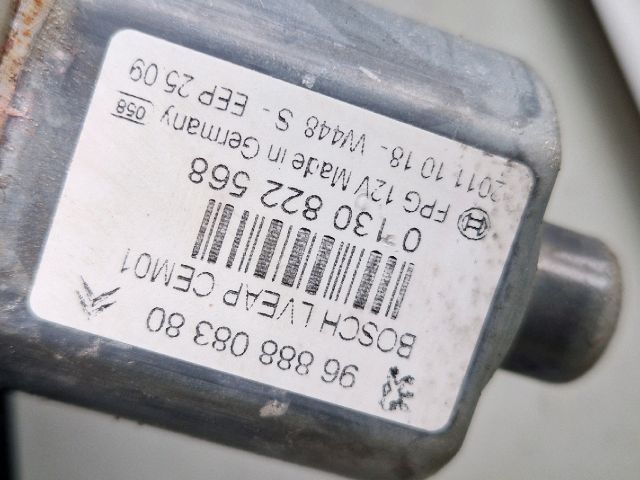 96 888 083 80
BOSCH LVEAP CEM01
0 130 822 568
FPG 12V Made in Germany 058
2011 10 18 - W448 S - EEP 25 09